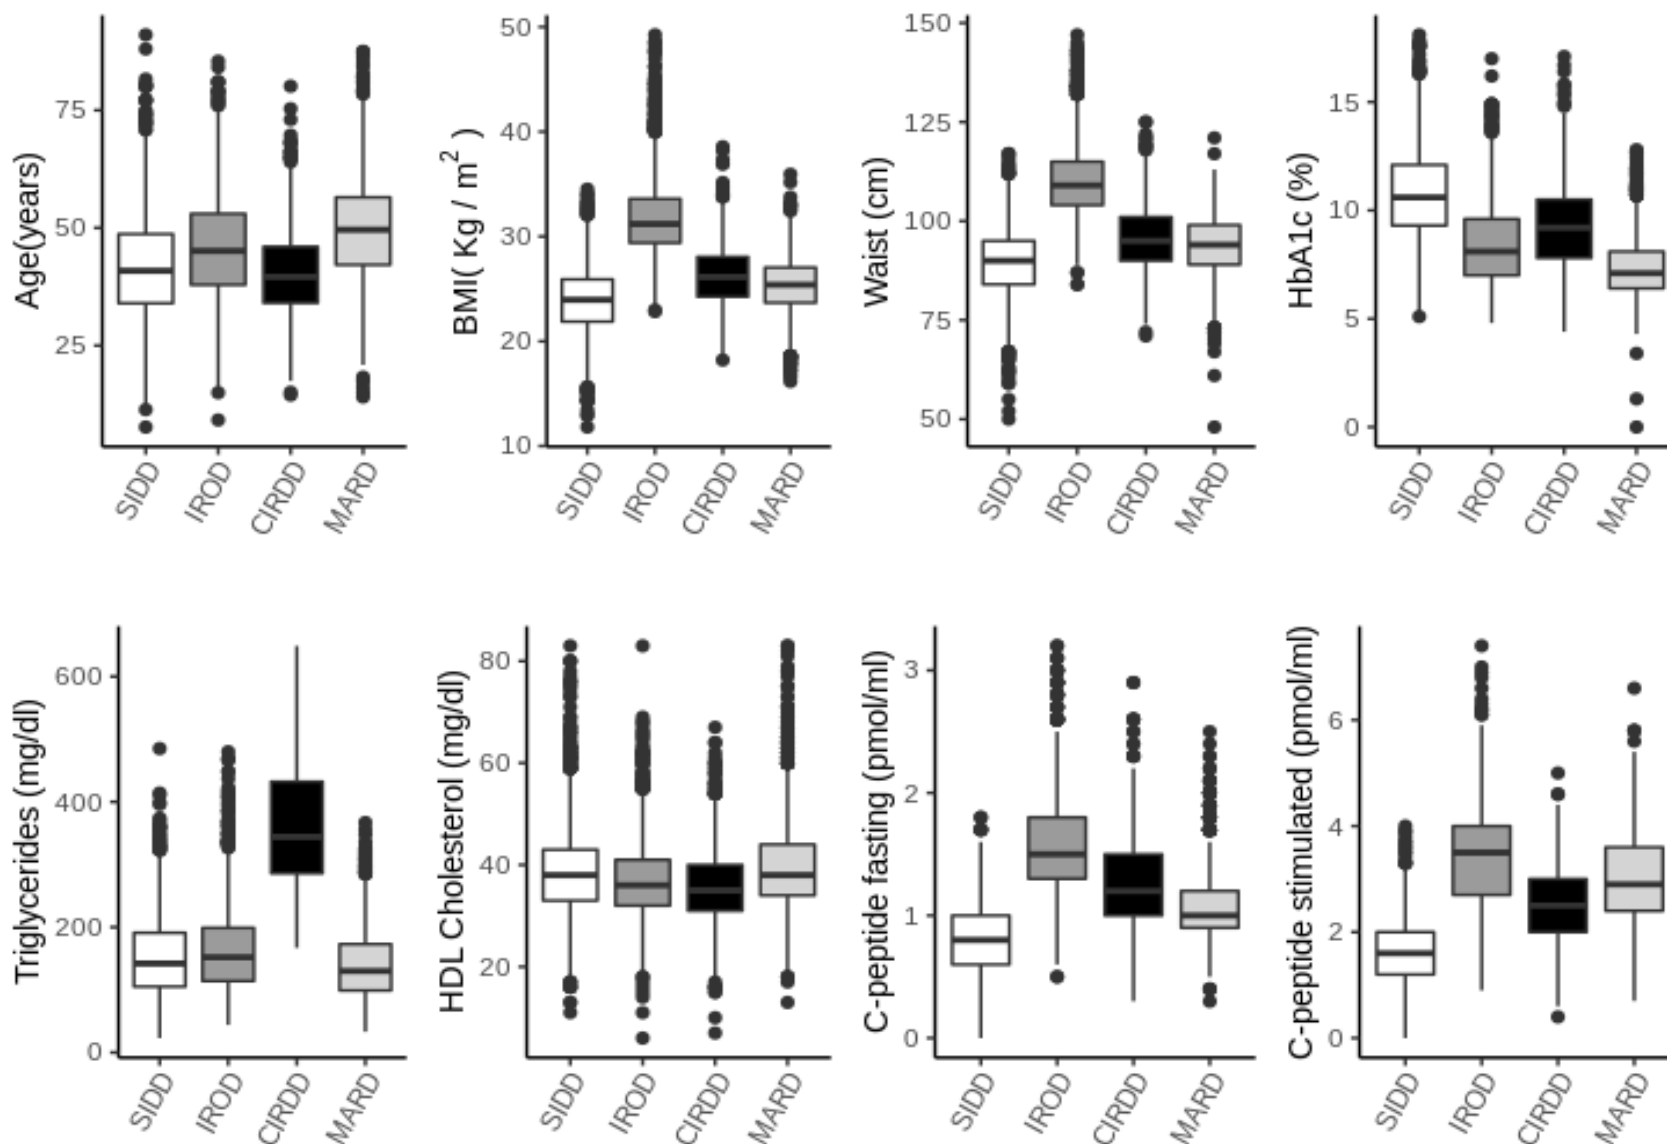 Age(years)
75
50
25
SIDD
IROD
CIRDD
MARD
BMI( Kg / m²)
50
40
30
20
10
SIDD
IROD
CIRDD
MARD
Waist (cm)
150
125
100
75
50
SIDD
IROD
CIRDD
MARD
HbA1c (%)
15
10
5
0
SIDD
IROD
CIRDD
MARD
Triglycerides (mg/dl)
600
400
200
0
SIDD
IROD
CIRDD
MARD
HDL Cholesterol (mg/dl)
80
60
40
20
SIDD
IROD
CIRDD
MARD
C-peptide fasting (pmol/ml)
3
2
1
0
SIDD
IROD
CIRDD
MARD
C-peptide stimulated (pmol/ml)
6
4
2
0
SIDD
IROD
CIRDD
MARD